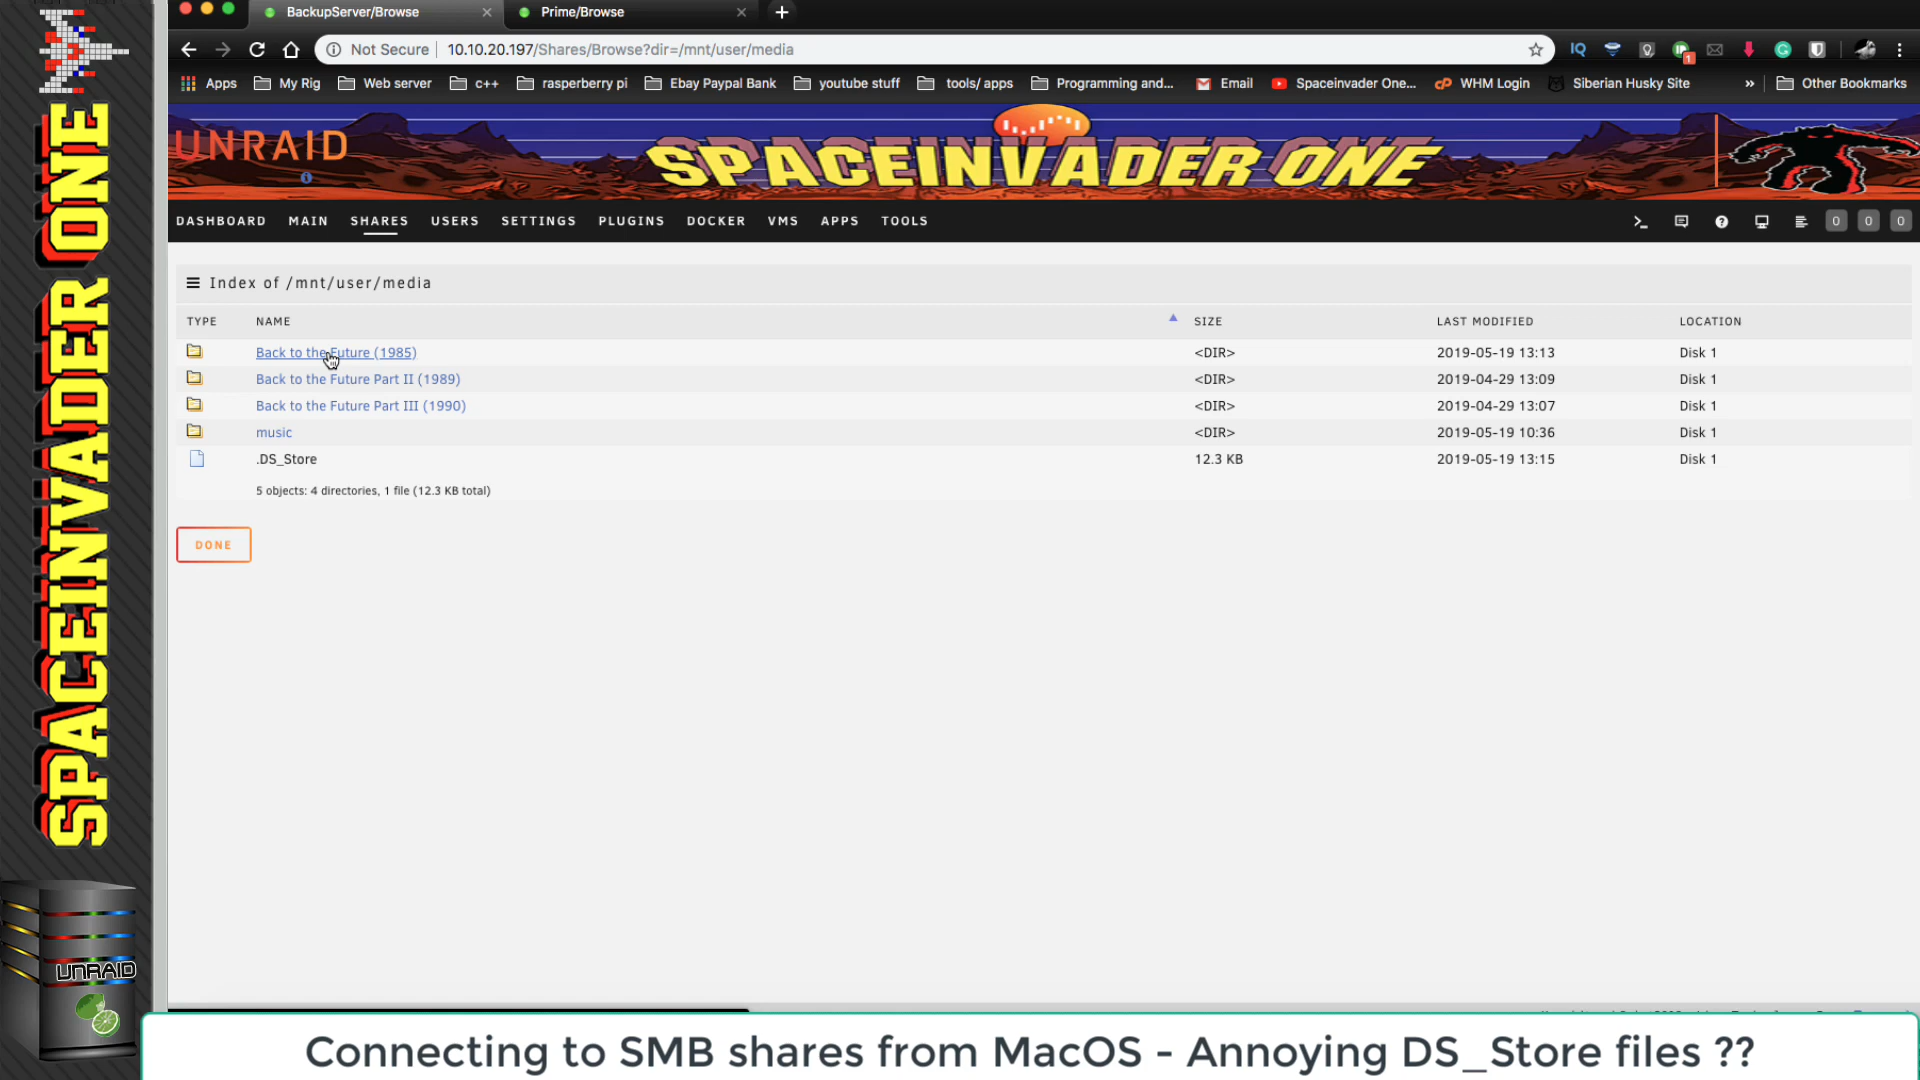 BackupServer/Browse
Prime/Browse
Not Secure
10.10.20.197/Shares/Browse?dir=/mnt/user/media
IQ
1
Apps
My Rig
Web server
c++
rasperberry pi
Ebay Paypal Bank
youtube stuff
tools/ apps
Programming and...
Email
Spaceinvader One...
WHM Login
Siberian Husky Site
»
Other Bookmarks
UNRAID
SPACEINVADER ONE
DASHBOARD
MAIN
SHARES
USERS
SETTINGS
PLUGINS
DOCKER
VMS
APPS
TOOLS
0
0
0
Index of /mnt/user/media
TYPE NAME SIZE LAST MODIFIED LOCATION
Back to the Future (1985) <DIR> 2019-05-19 13:13 Disk 1
Back to the Future Part II (1989) <DIR> 2019-04-29 13:09 Disk 1
Back to the Future Part III (1990) <DIR> 2019-04-29 13:07 Disk 1
music <DIR> 2019-05-19 10:36 Disk 1
.DS_Store 12.3 KB 2019-05-19 13:15 Disk 1
5 objects: 4 directories, 1 file (12.3 KB total)
DONE
SPACEINVADER ONE
UNRAID
Connecting to SMB shares from MacOS - Annoying DS_Store files ??